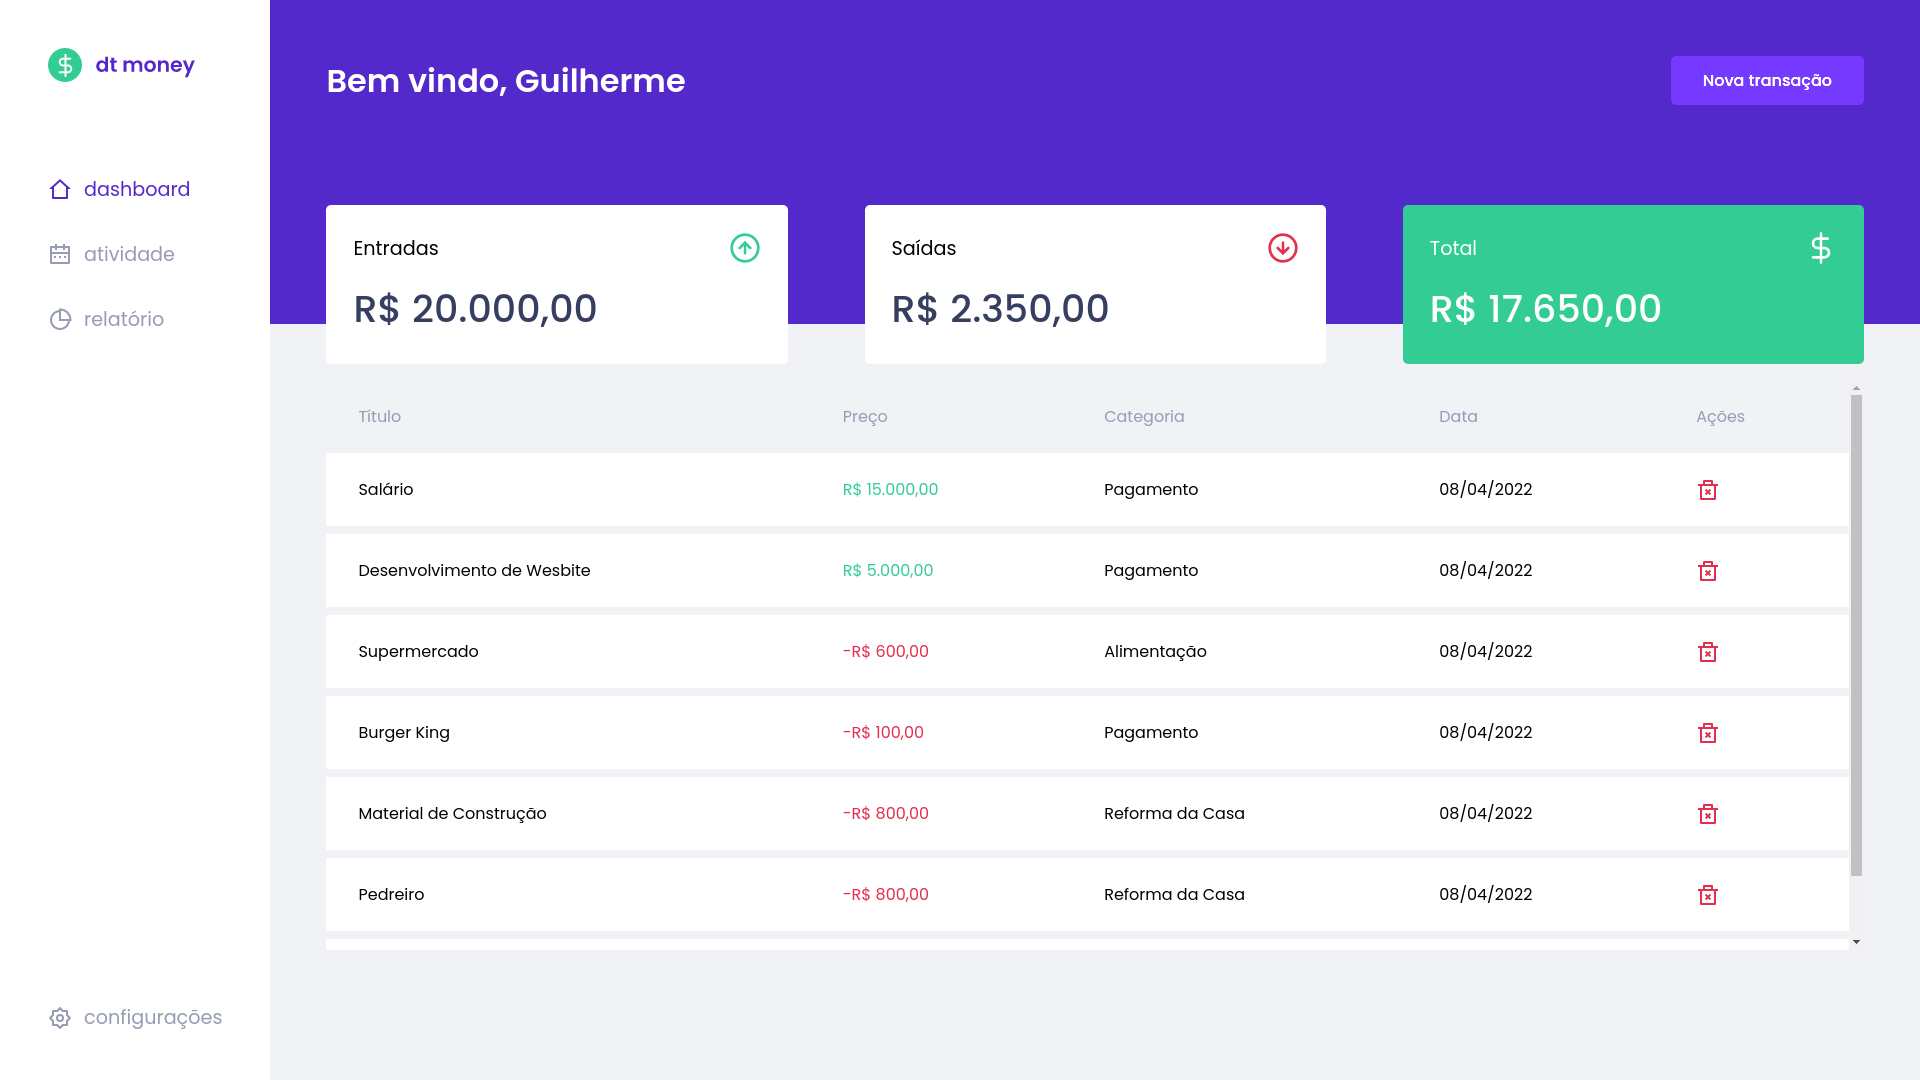 dt money
dashboard
atividade
relatório
configurações
Bem vindo, Guilherme
Nova transação
Entradas
R$ 20.000,00
Saídas
R$ 2.350,00
Total
R$ 17.650,00
Título Preço Categoria Data Ações
Salário R$ 15.000,00 Pagamento 08/04/2022
Desenvolvimento de Wesbite R$ 5.000,00 Pagamento 08/04/2022
Supermercado -R$ 600,00 Alimentação 08/04/2022
Burger King -R$ 100,00 Pagamento 08/04/2022
Material de Construção -R$ 800,00 Reforma da Casa 08/04/2022
Pedreiro -R$ 800,00 Reforma da Casa 08/04/2022